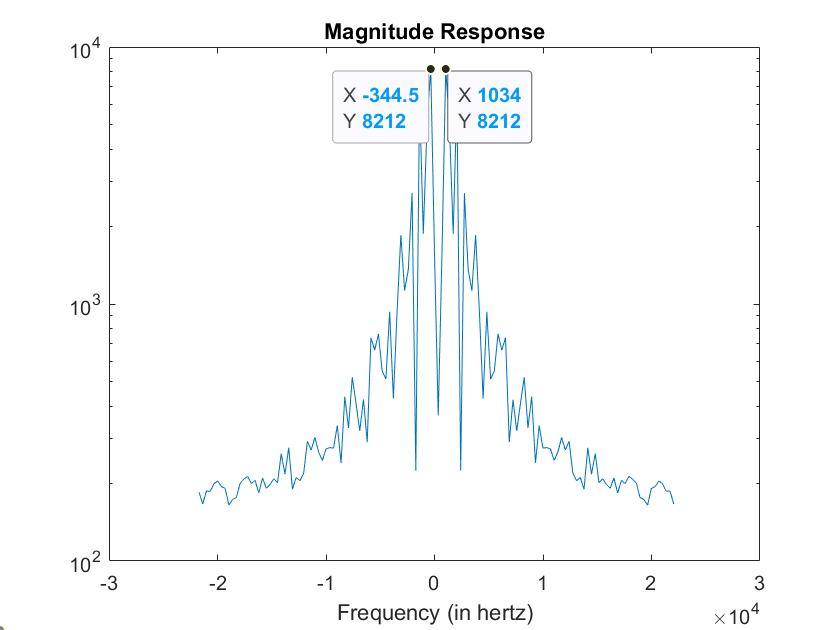 Magnitude Response
10^4
X -344.5
Y 8212
X 1034
Y 8212
10^3
10^2
-3
-2
-1
0
1
2
3
Frequency (in hertz)
×10^4